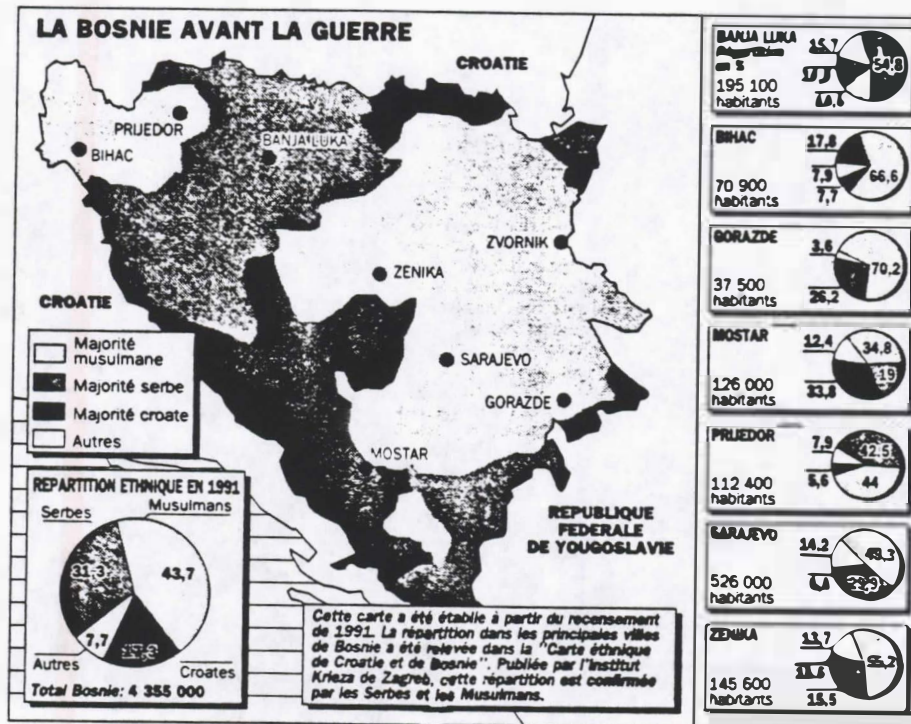 LA BOSNIE AVANT LA GUERRE
CROATIE
PRIJEDOR
BIHAC
BANJA LUKA
ZVORNIK
ZENIKA
CROATIE
SARAJEVO
GORAZDE
MOSTAR
REPUBLIQUE
FEDERALE
DE YOUGOSLAVIE
Majorité
musulmane
Majorité serbe
Majorité croate
Autres
REPARTITION ETHNIQUE EN 1991
Serbes
Musulmans
31,3
43,7
7,7
Autres
Croates
Total Bosnie: 4 355 000
Cette carte a été établie à partir du recensement
de 1991. La répartition dans les principales villes
de Bosnie a été relevée dans la "Carte éthnique
de Croatie et de Bosnie". Publiée par l'Institut
Krleza de Zagreb, cette répartition est confirmée
par les Serbes et les Musulmans.
BANJA LUKA
en %
15,7
54,8
195 100
habitants
BIHAC
17,8
7,9
66,6
7,7
70 900
habitants
GORAZDE
3,6
70,2
37 500
habitants
26,2
MOSTAR
12,4
34,8
19
126 000
habitants
33,8
PRIJEDOR
7,9
42,5
112 400
habitants
5,6
44
SARAJEVO
14,2
526 000
habitants
ZENIKA
13,7
55,2
145 600
habitants
15,5